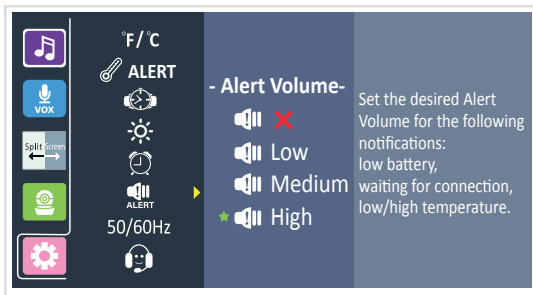 VOX
Split Screen
°F/ °C
ALERT
ALERT
50/60Hz
- Alert Volume-
Low
Medium
High
Set the desired Alert
Volume for the following
notifications:
low battery,
waiting for connection,
low/high temperature.